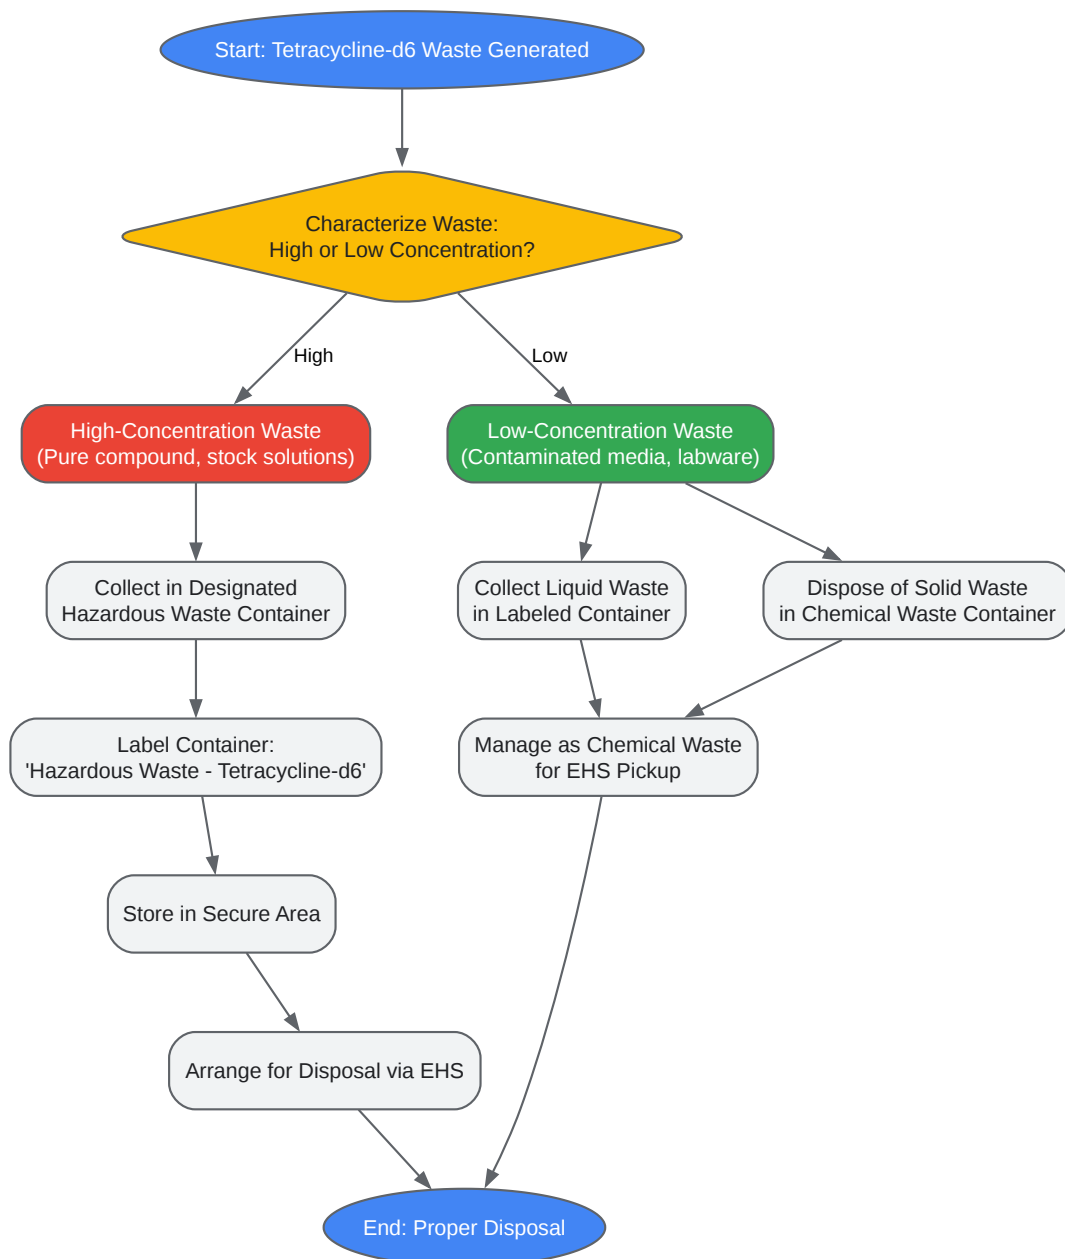 Start: Tetracycline-d6 Waste Generated
Characterize Waste:
High or Low Concentration?
High
Low
High-Concentration Waste
(Pure compound, stock solutions)
Low-Concentration Waste
(Contaminated media, labware)
Collect in Designated
Hazardous Waste Container
Collect Liquid Waste
in Labeled Container
Dispose of Solid Waste
in Chemical Waste Container
Label Container:
'Hazardous Waste - Tetracycline-d6'
Manage as Chemical Waste
for EHS Pickup
Store in Secure Area
Arrange for Disposal via EHS
End: Proper Disposal